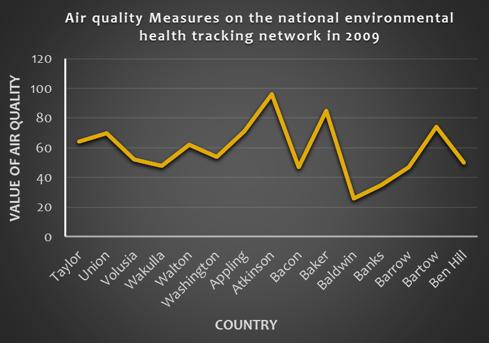 Air quality Measures on the national environmental
health tracking network in 2009
VALUE OF AIR QUALITY
120
100
80
60
40
20
0
Taylor
Union
Volusia
Wakulla
Walton
Washington
Appling
Atkinson
Bacon
Baker
Baldwin
Banks
Barrow
Bartow
Ben Hill
COUNTRY